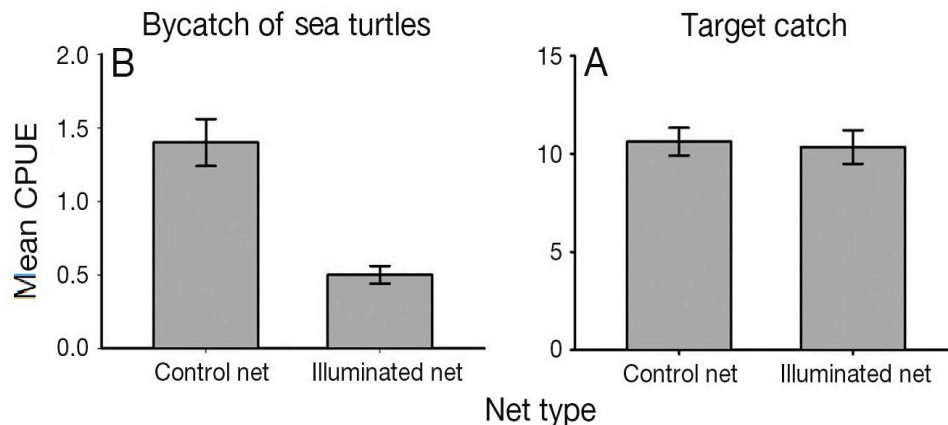 Bycatch of sea turtles
B
2.0
1.5
1.0
0.5
0.0
Mean CPUE
Control net
Illuminated net
Target catch
A
15
10
5
0
Control net
Illuminated net
Net type